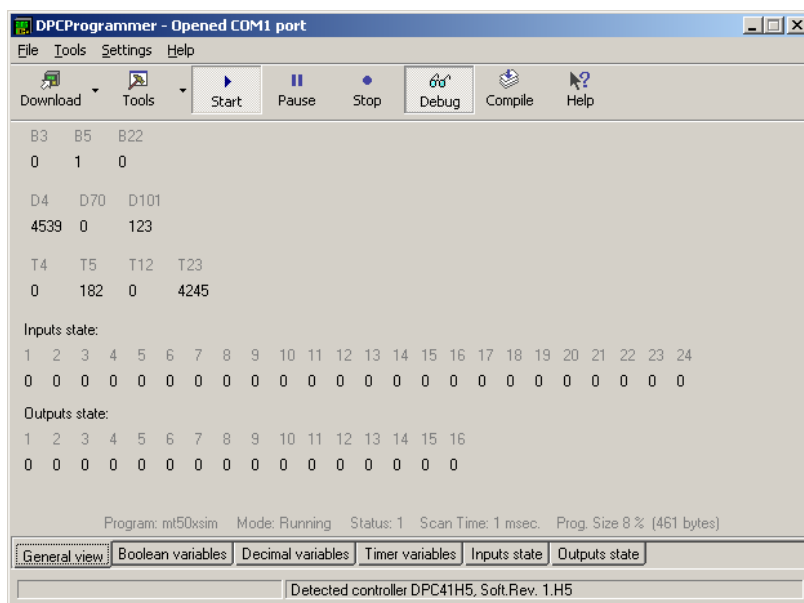 DPCProgrammer - Opened COM1 port
File Tools Settings Help
Download Tools Start Pause Stop Debug Compile Help
B3 B5 B22
0 1 0
D4 D70 D101
4539 0 123
T4 T5 T12 T23
0 182 0 4245
Inputs state:
1 2 3 4 5 6 7 8 9 10 11 12 13 14 15 16 17 18 19 20 21 22 23 24
0 0 0 0 0 0 0 0 0 0 0 0 0 0 0 0 0 0 0 0 0 0 0 0
Outputs state:
1 2 3 4 5 6 7 8 9 10 11 12 13 14 15 16
0 0 0 0 0 0 0 0 0 0 0 0 0 0 0 0
Program: mt50xsim Mode: Running Status: 1 Scan Time: 1 msec. Prog. Size 8 % (461 bytes)
General view Boolean variables Decimal variables Timer variables Inputs state Outputs state
Detected controller DPC41H5, Soft.Rev. 1.H5